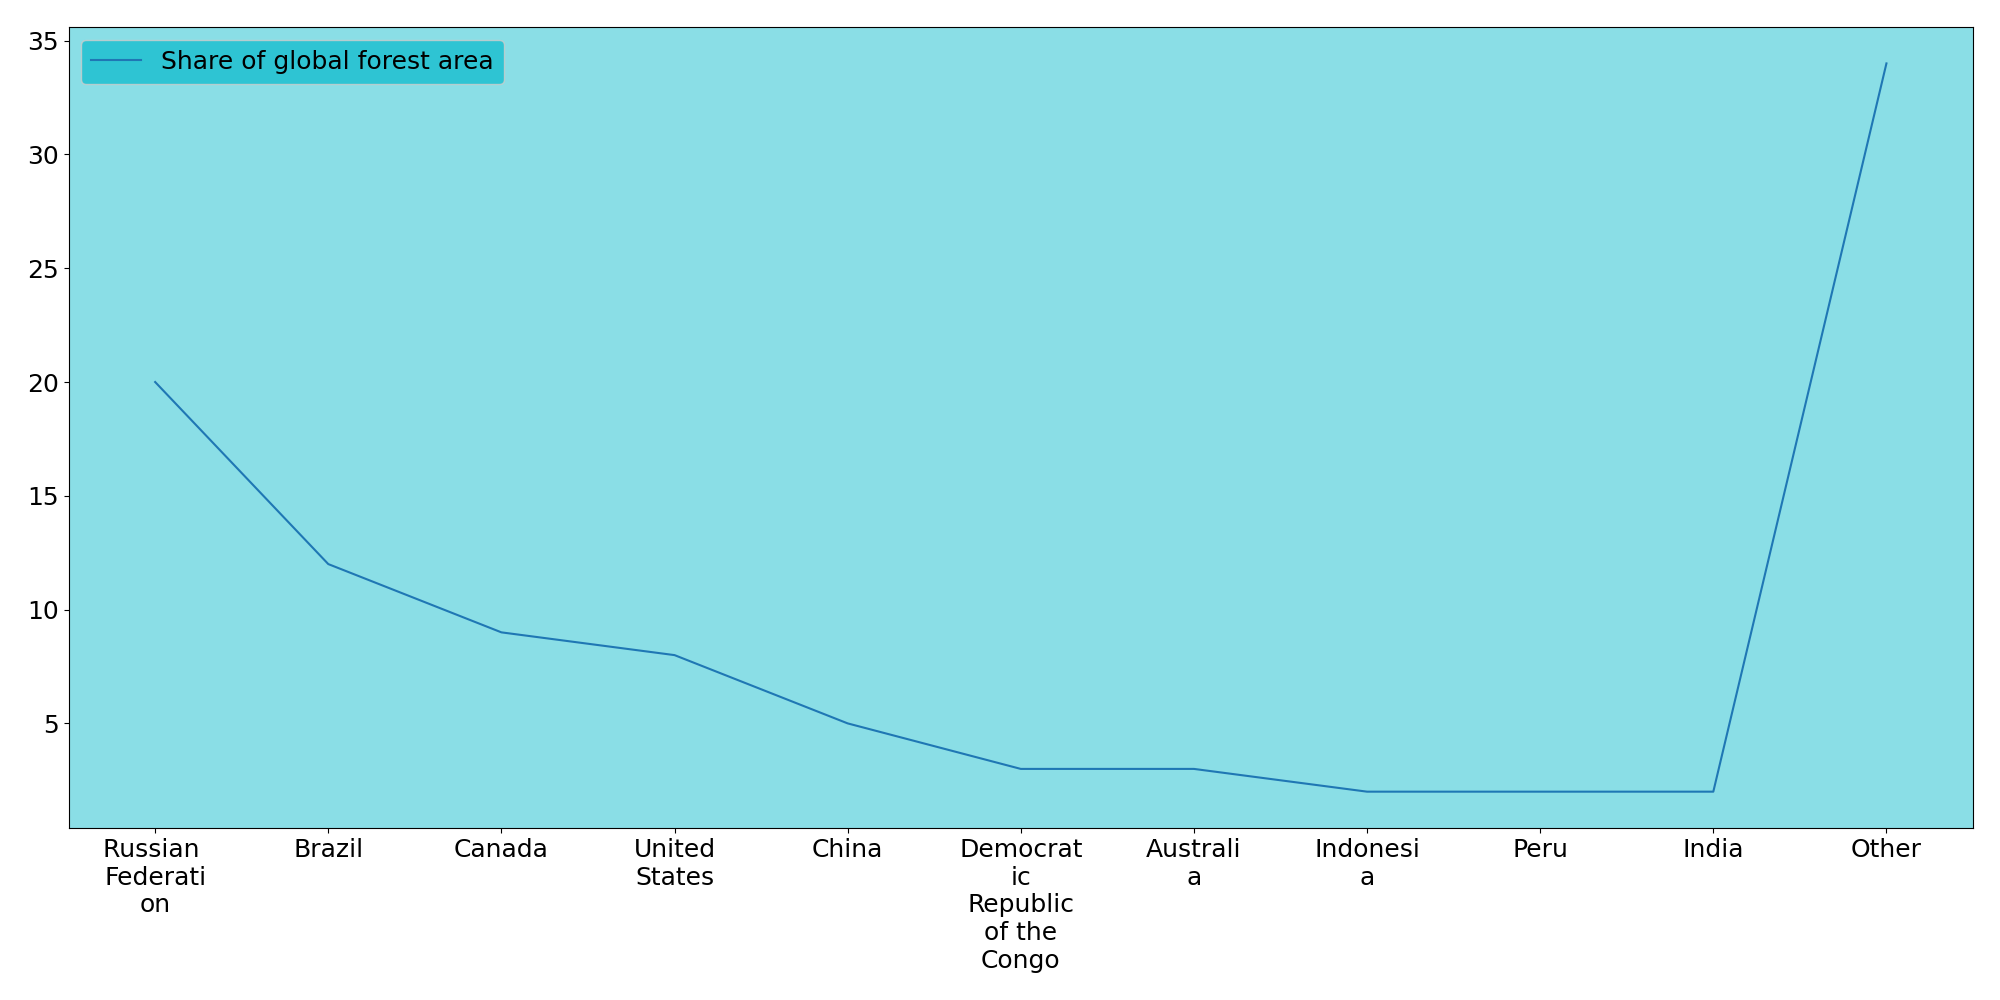 35
30
25
20
15
10
5
Share of global forest area
Russian
Federati
on
Brazil
Canada
United
States
China
Democrat
ic
Republic
of the
Congo
Australi
a
Indonesi
a
Peru
India
Other